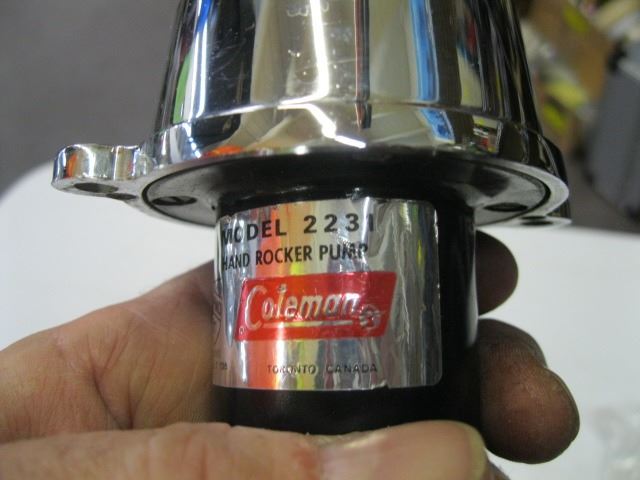 MODEL 2231
HAND ROCKER PUMP
Coleman
TORONTO, CANADA